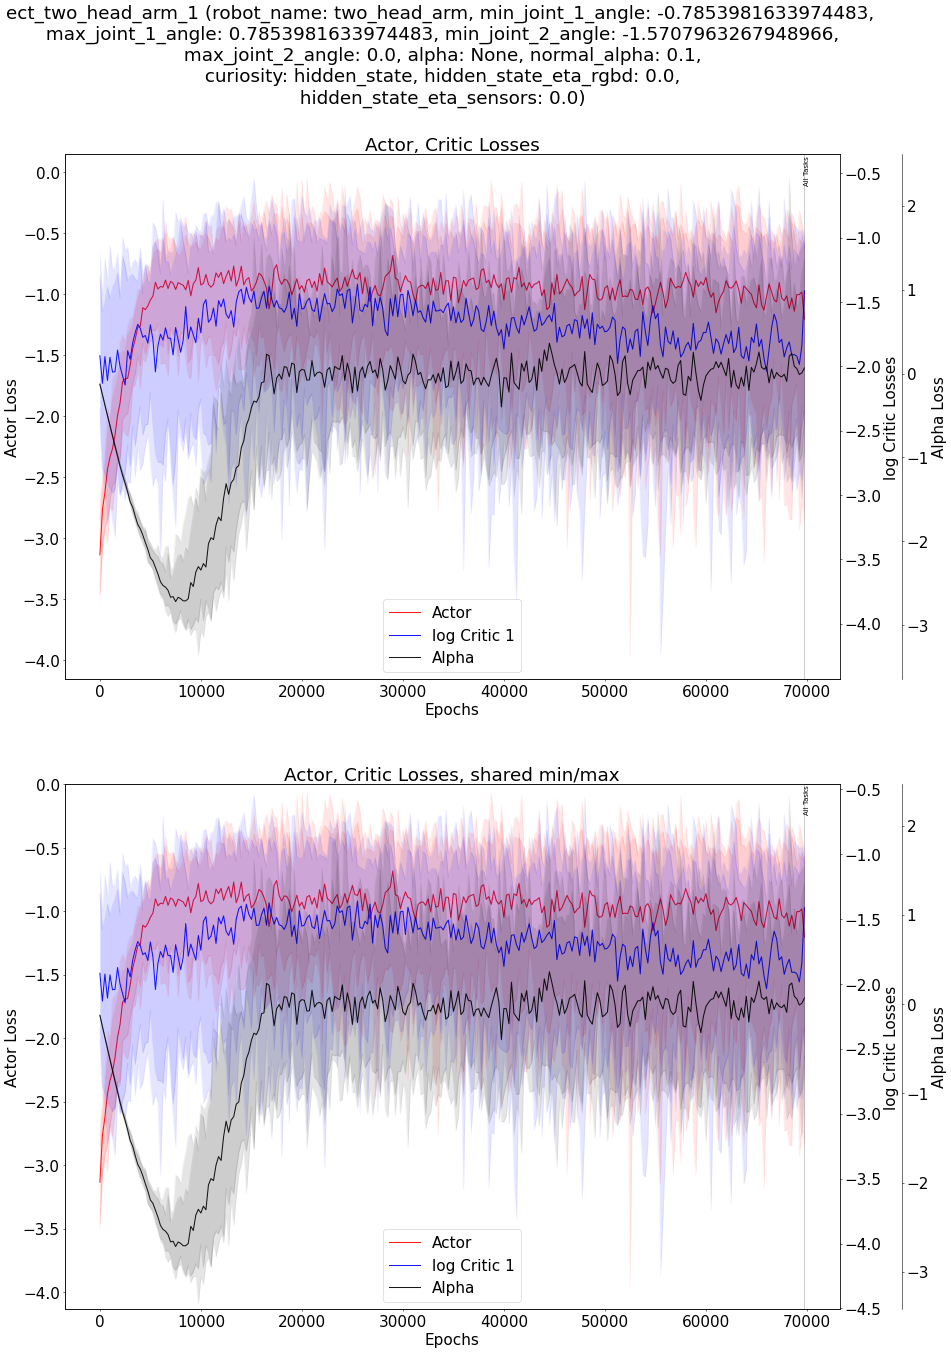 ect_two_head_arm_1 (robot_name: two_head_arm, min_joint_1_angle: -0.7853981633974483,
max_joint_1_angle: 0.7853981633974483, min_joint_2_angle: -1.5707963267948966,
max_joint_2_angle: 0.0, alpha: None, normal_alpha: 0.1,
curiosity: hidden_state, hidden_state_eta_rgbd: 0.0,
hidden_state_eta_sensors: 0.0)
Actor, Critic Losses
0.0
−0.5
−1.0
−1.5
−2.0
−2.5
−3.0
−3.5
−4.0
Actor Loss
0
10000
20000
30000
40000
50000
60000
70000
Epochs
Actor
log Critic 1
Alpha
All Tasks
−0.5
−1.0
−1.5
−2.0
−2.5
−3.0
−3.5
−4.0
log Critic Losses
2
1
0
−1
−2
−3
Alpha Loss
Actor, Critic Losses, shared min/max
0.0
−0.5
−1.0
−1.5
−2.0
−2.5
−3.0
−3.5
−4.0
Actor Loss
0
10000
20000
30000
40000
50000
60000
70000
Epochs
Actor
log Critic 1
Alpha
All Tasks
−0.5
−1.0
−1.5
−2.0
−2.5
−3.0
−3.5
−4.0
−4.5
log Critic Losses
2
1
0
−1
−2
−3
Alpha Loss